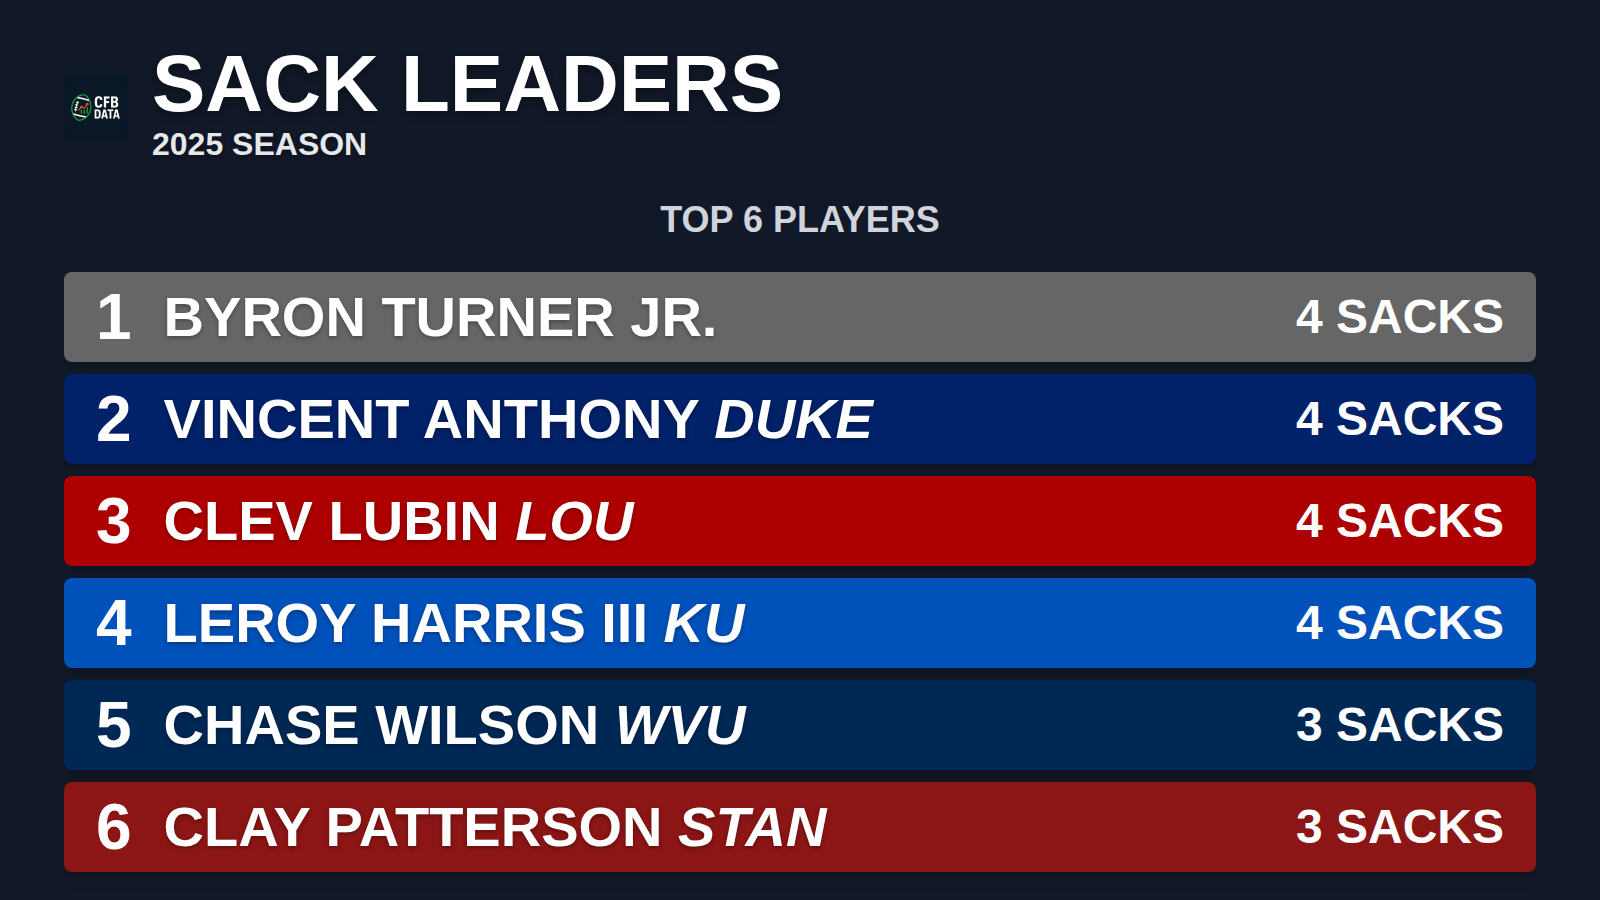 CFB
DATA
SACK LEADERS
2025 SEASON
TOP 6 PLAYERS
1 BYRON TURNER JR. 4 SACKS
2 VINCENT ANTHONY DUKE 4 SACKS
3 CLEV LUBIN LOU 4 SACKS
4 LEROY HARRIS III KU 4 SACKS
5 CHASE WILSON WVU 3 SACKS
6 CLAY PATTERSON STAN 3 SACKS